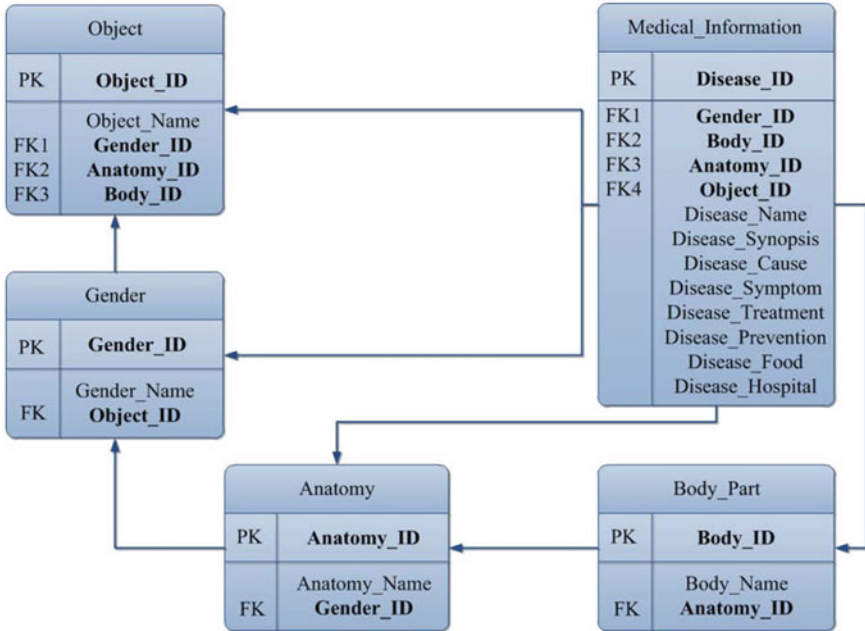 Object
PK Object_ID
Object_Name
FK1 Gender_ID
FK2 Anatomy_ID
FK3 Body_ID
Medical_Information
PK Disease_ID
FK1 Gender_ID
FK2 Body_ID
FK3 Anatomy_ID
FK4 Object_ID
Disease_Name
Disease_Synopsis
Disease_Cause
Disease_Symptom
Disease_Treatment
Disease_Prevention
Disease_Food
Disease_Hospital
Gender
PK Gender_ID
Gender_Name
FK Object_ID
Anatomy
PK Anatomy_ID
Anatomy_Name
FK Gender_ID
Body_Part
PK Body_ID
Body_Name
FK Anatomy_ID